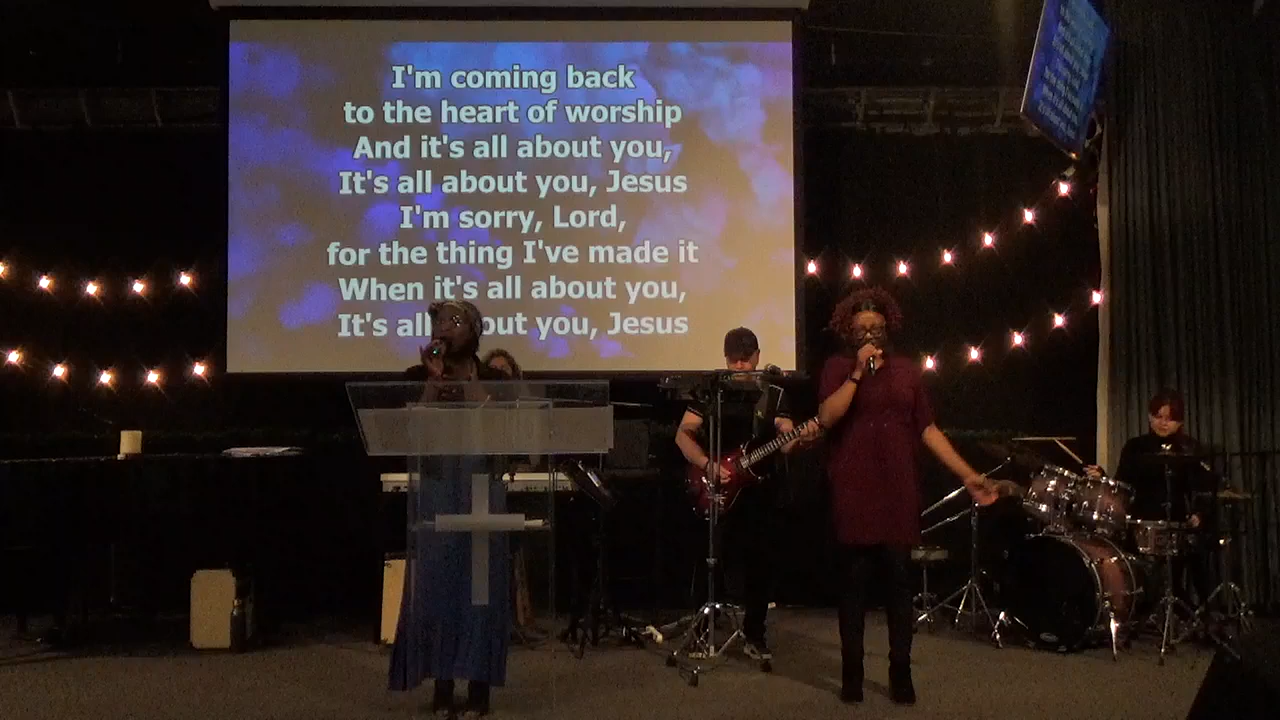 I'm coming back
to the heart of worship
And it's all about you,
It's all about you, Jesus
I'm sorry, Lord,
for the thing I've made it
When it's all about you,
It's all about you, Jesus